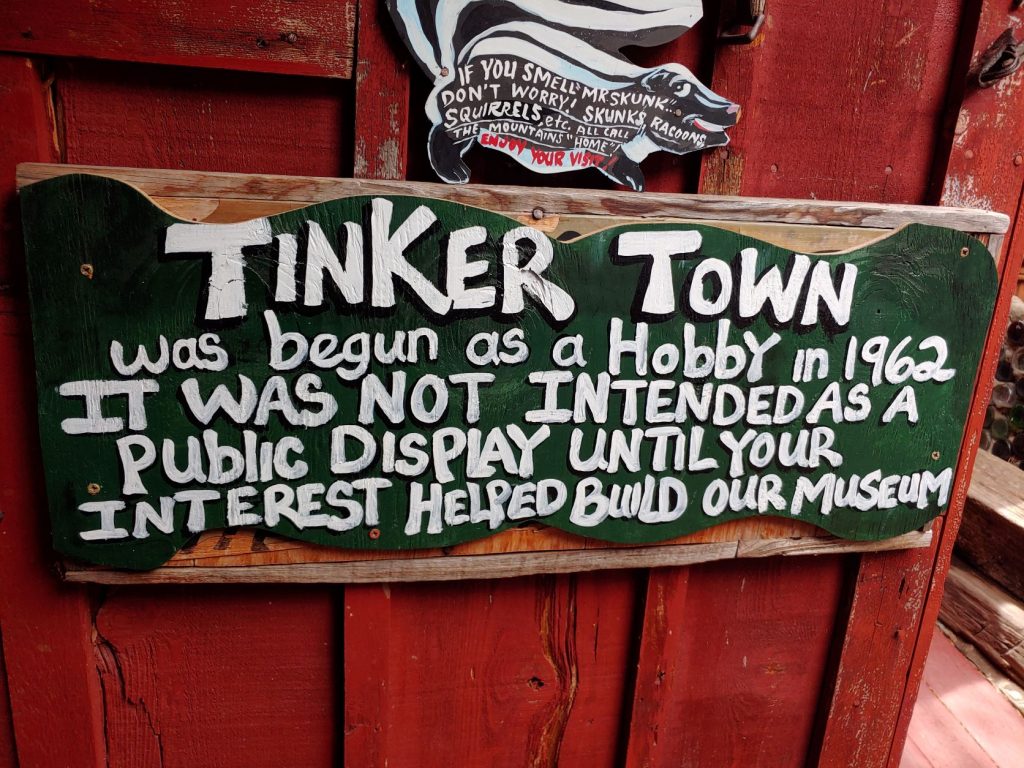 IF YOU SMELL "MR SKUNK"..
DON'T WORRY! SKUNKS, RACOONS,
SQUIRRELS, etc. ALL CALL
THE MOUNTAINS "HOME"!
ENJOY YOUR VISIT!
TINKER TOWN
was begun as a HOBBY in 1962
IT WAS NOT INTENDED AS A
PUBlIC DISPLAY UNTIL YOUR
INTEREST HELPED BUILD OUR MUSEUM